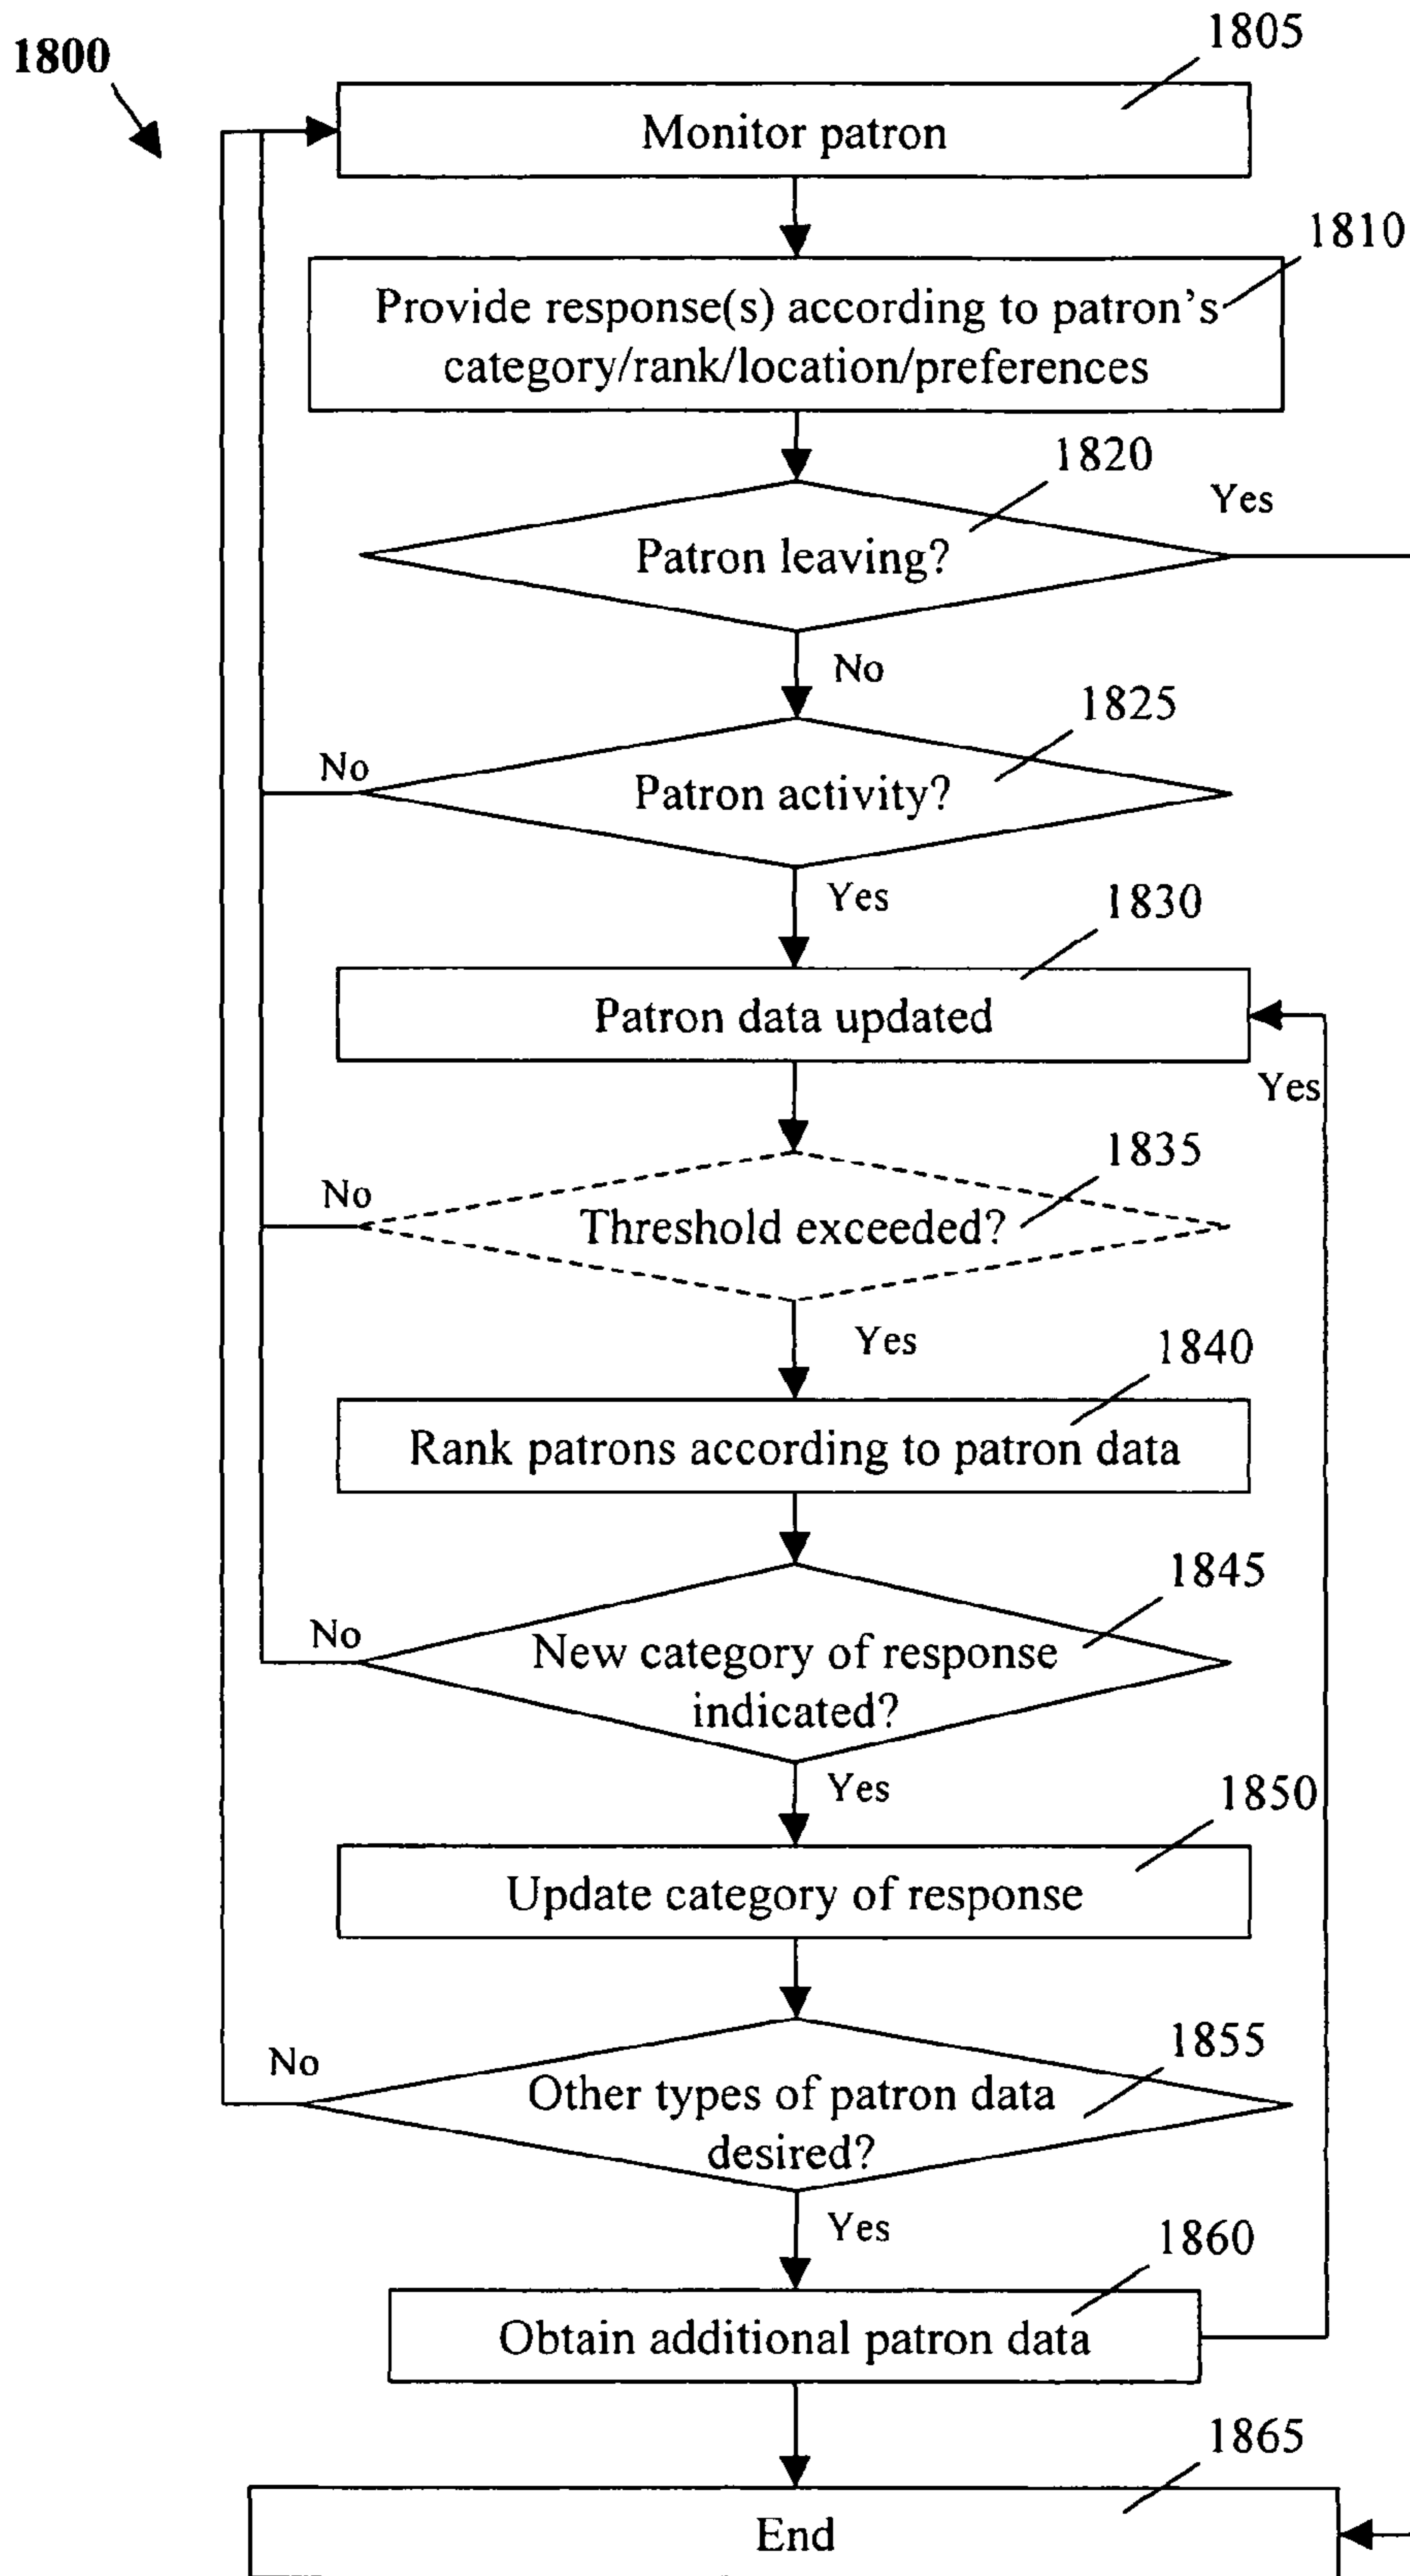 1800
1805
Monitor patron
1810
Provide response(s) according to patron's
category/rank/location/preferences
1820
Yes
Patron leaving?
No
1825
No
Patron activity?
Yes
1830
Patron data updated
Yes
1835
No
Threshold exceeded?
Yes
1840
Rank patrons according to patron data
1845
No
New category of response
indicated?
Yes
1850
Update category of response
1855
No
Other types of patron data
desired?
Yes
1860
Obtain additional patron data
1865
End